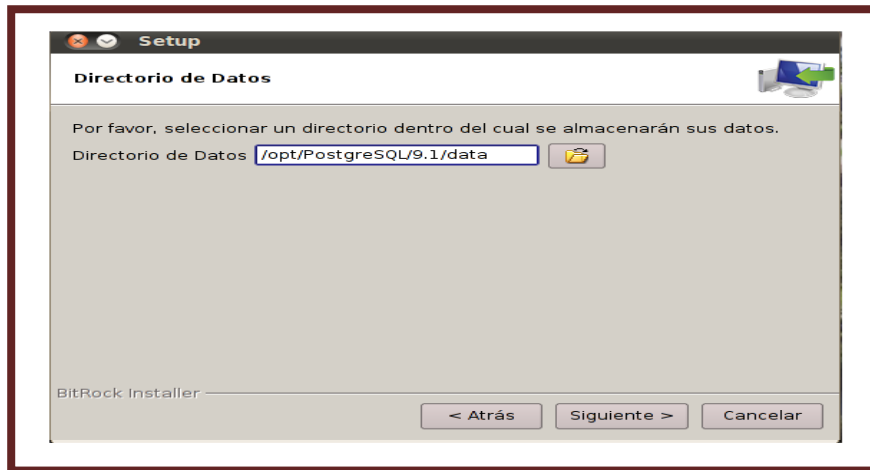 Setup
Directorio de Datos
Por favor, seleccionar un directorio dentro del cual se almacenarán sus datos.
Directorio de Datos /opt/PostgreSQL/9.1/data
BitRock Installer
< Atrás Siguiente > Cancelar